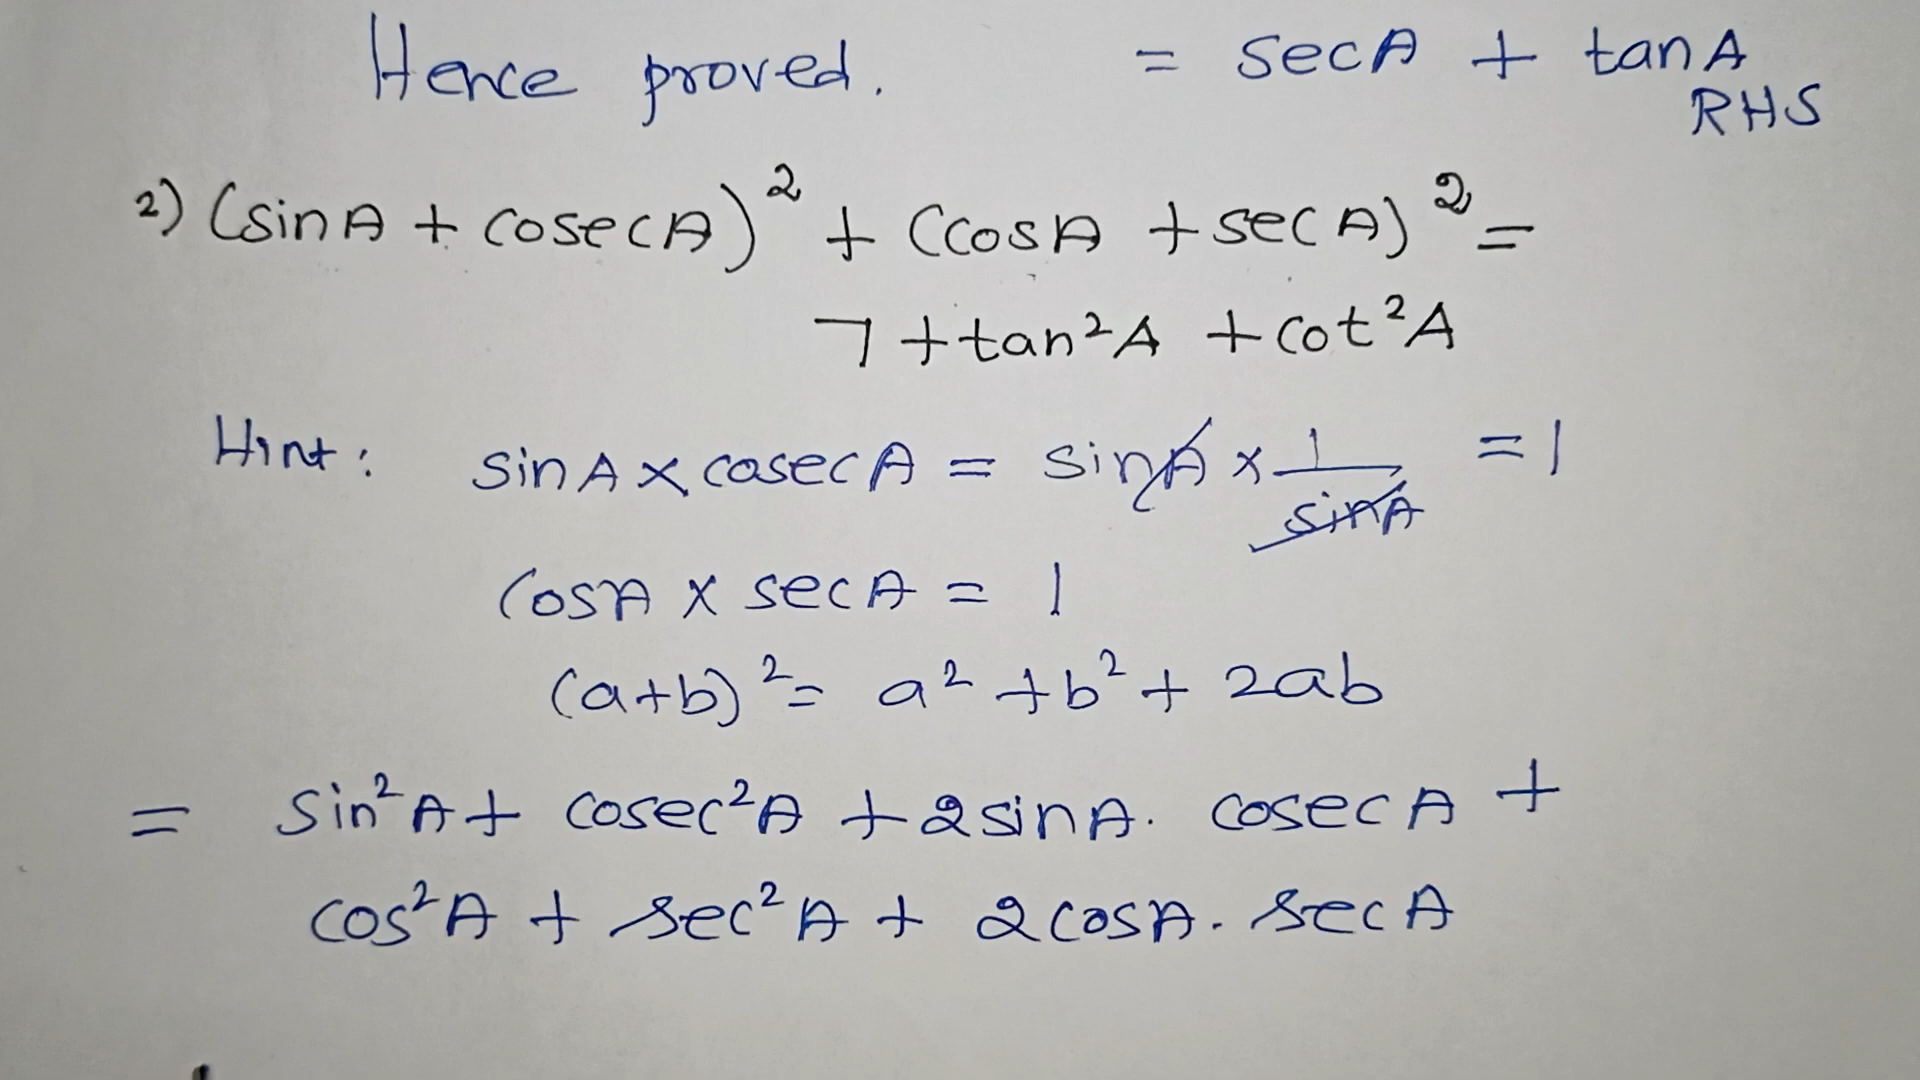 Hence proved. = secA + tanA
RHS
2) (sinA + cosecA)² + (cosA + secA)² =
7 + tan²A + cot²A
Hint: sinA × cosecA = sinA × 1/sinA = 1
cosA × secA = 1
(a+b)² = a² + b² + 2ab
= sin²A + cosec²A + 2sinA. cosecA +
cos²A + sec²A + 2cosA. secA